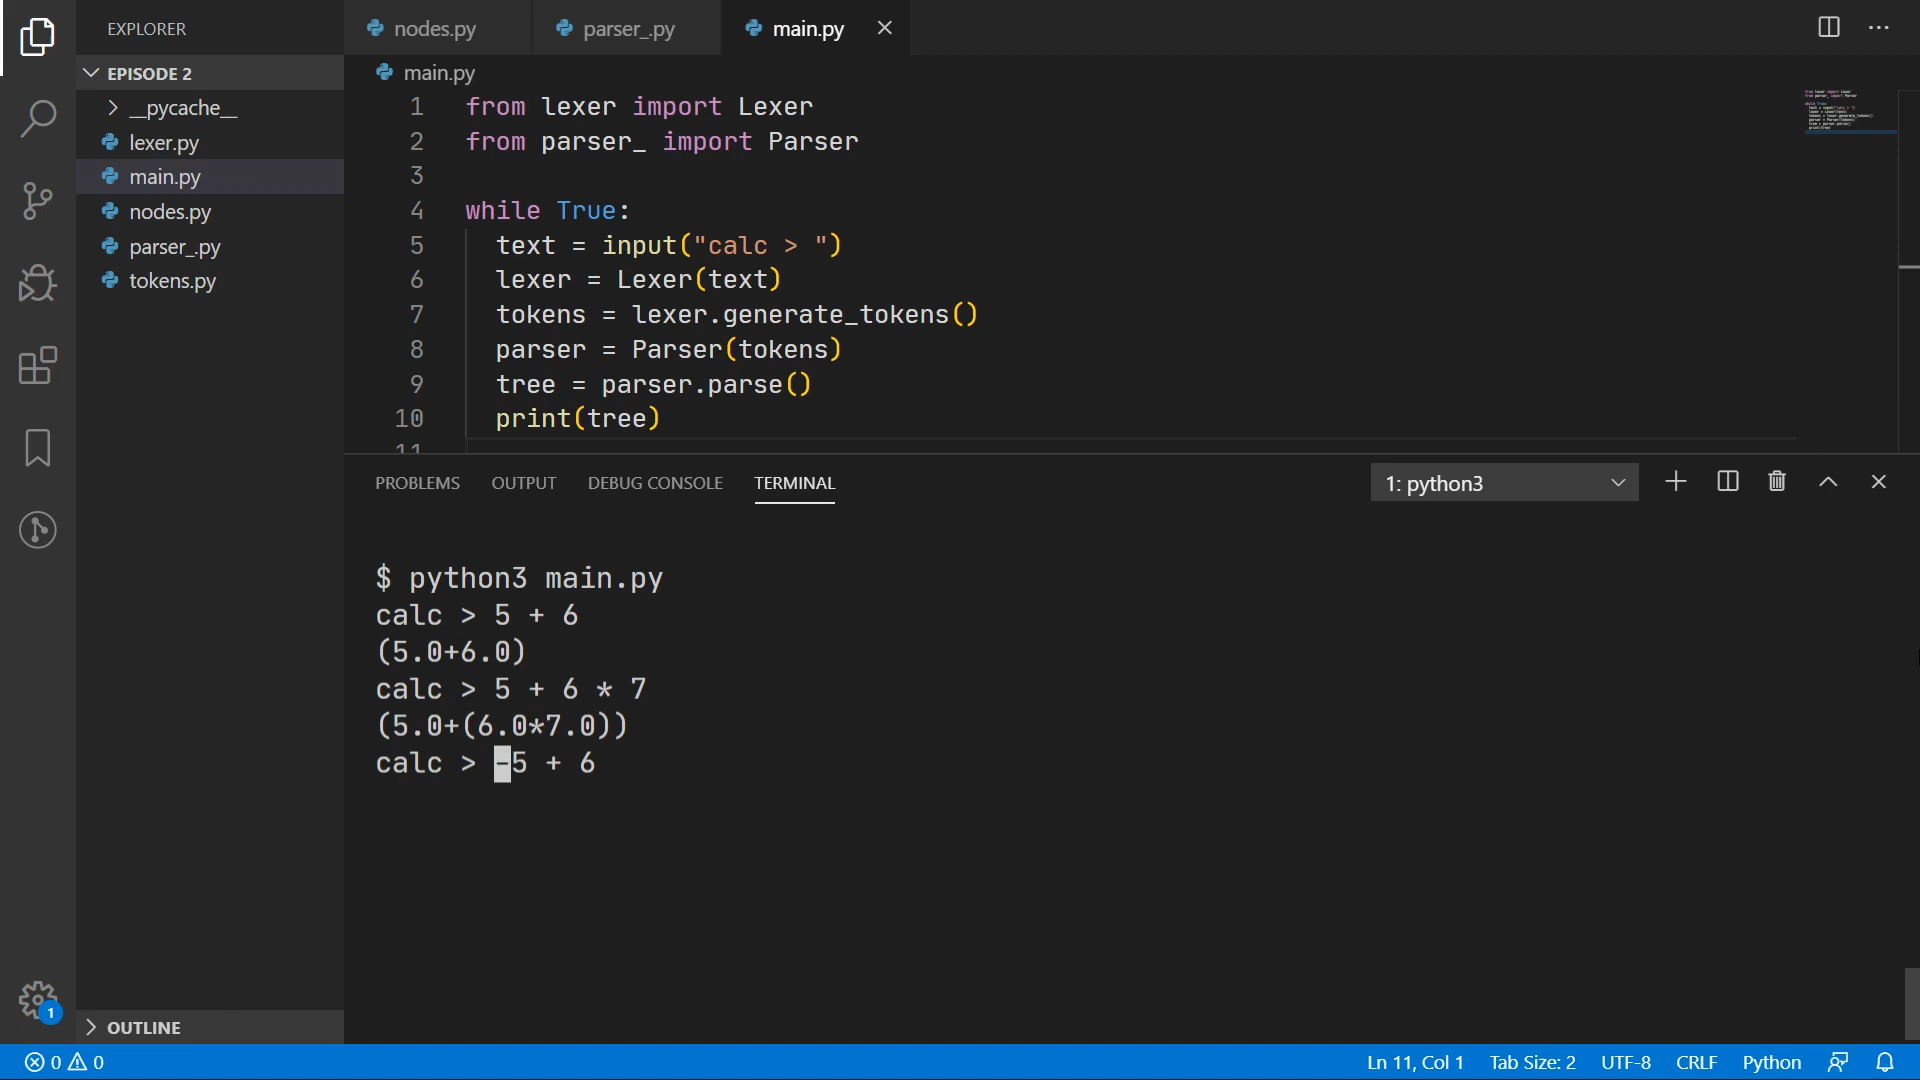 EXPLORER
EPISODE 2
__pycache__
lexer.py
main.py
nodes.py
parser_.py
tokens.py
OUTLINE
nodes.py
parser_.py
main.py
main.py
1 from lexer import Lexer
2 from parser_ import Parser
3
4 while True:
5 text = input("calc > ")
6 lexer = Lexer(text)
7 tokens = lexer.generate_tokens()
8 parser = Parser(tokens)
9 tree = parser.parse()
10 print(tree)
11
PROBLEMS OUTPUT DEBUG CONSOLE TERMINAL
1: python3
$ python3 main.py
calc > 5 + 6
(5.0+6.0)
calc > 5 + 6 * 7
(5.0+(6.0*7.0))
calc > -5 + 6
1
0 0
Ln 11, Col 1 Tab Size: 2 UTF-8 CRLF Python